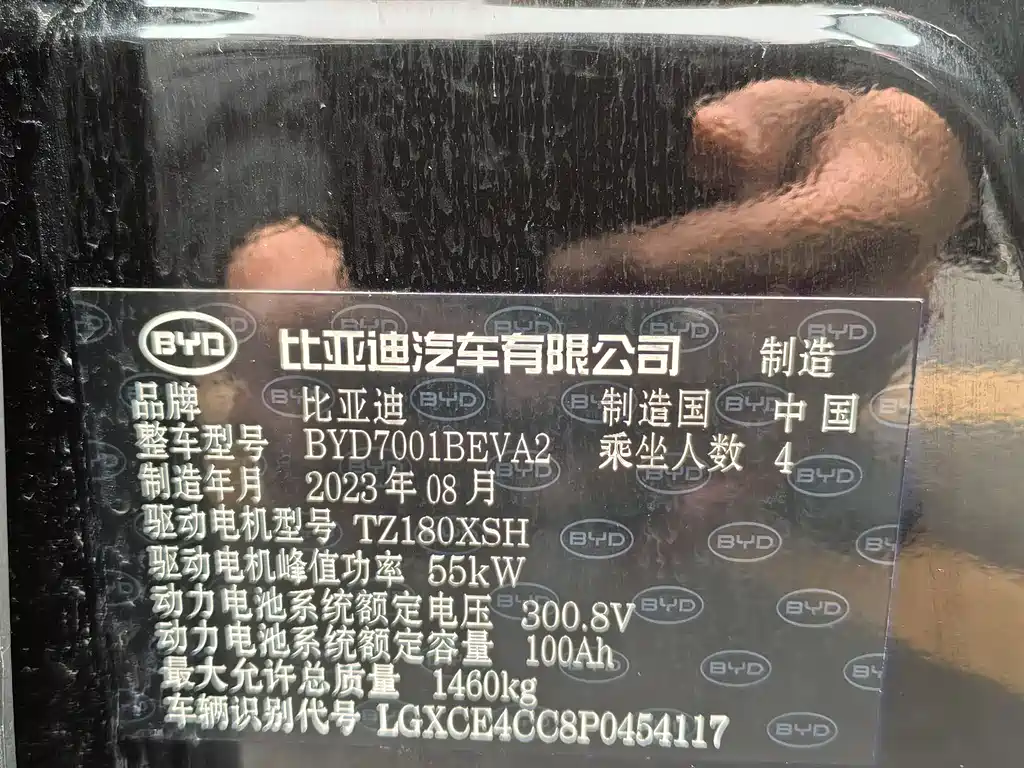 BYD 比亚迪汽车有限公司 制造
品牌 比亚迪 制造国 中国
整车型号 BYD7001BEVA2 乘坐人数 4
制造年月 2023年08月
驱动电机型号 TZ180XSH
驱动电机峰值功率 55kW
动力电池系统额定电压 300.8V
动力电池系统额定容量 100Ah
最大允许总质量 1460kg
车辆识别代号 LGXCE4CC8P0454117